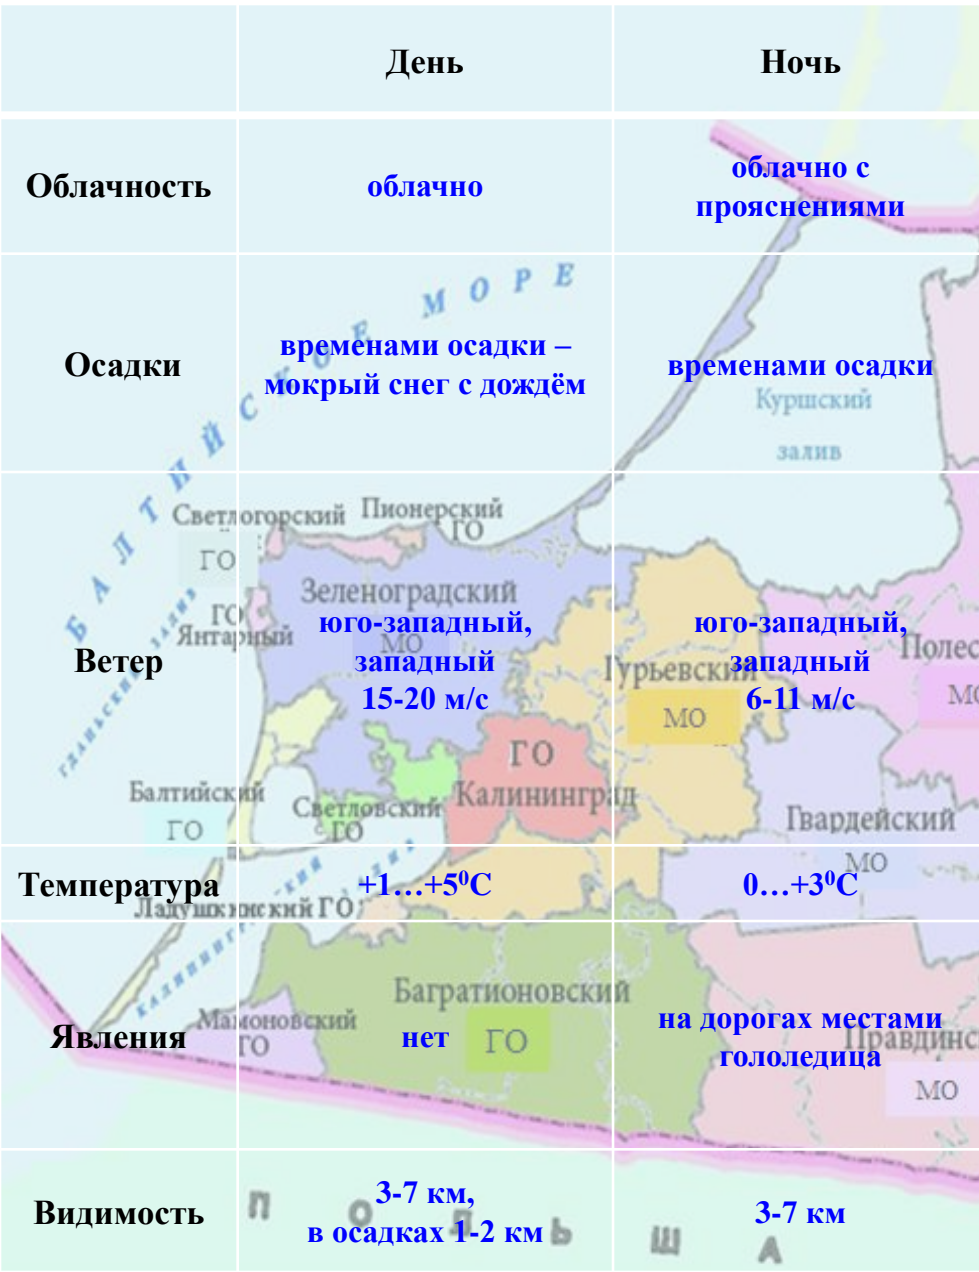 День
Ночь
Облачность
облачно
облачно с
прояснениями
Осадки
временами осадки –
мокрый снег с дождём
временами осадки
Ветер
юго-западный,
западный
15-20 м/с
юго-западный,
западный
6-11 м/с
Температура
+1…+5⁰С
0…+3⁰С
Явления
нет
на дорогах местами
гололедица
Видимость
3-7 км,
в осадках 1-2 км
3-7 км
БАЛТИЙСКОЕ МОРЕ
Куршский
залив
Светлогорский
ГО
Пионерский
ГО
Зеленоградский
МО
ГО
Янтарный
Гурьевский
МО
ГО
Калининград
Балтийский
ГО
Светловский
ГО
Гвардейский
МО
Полес
МО
Ладушкинский ГО
Багратионовский
ГО
Мамоновский
ГО
Правдинс
МО
ПОЛЬША